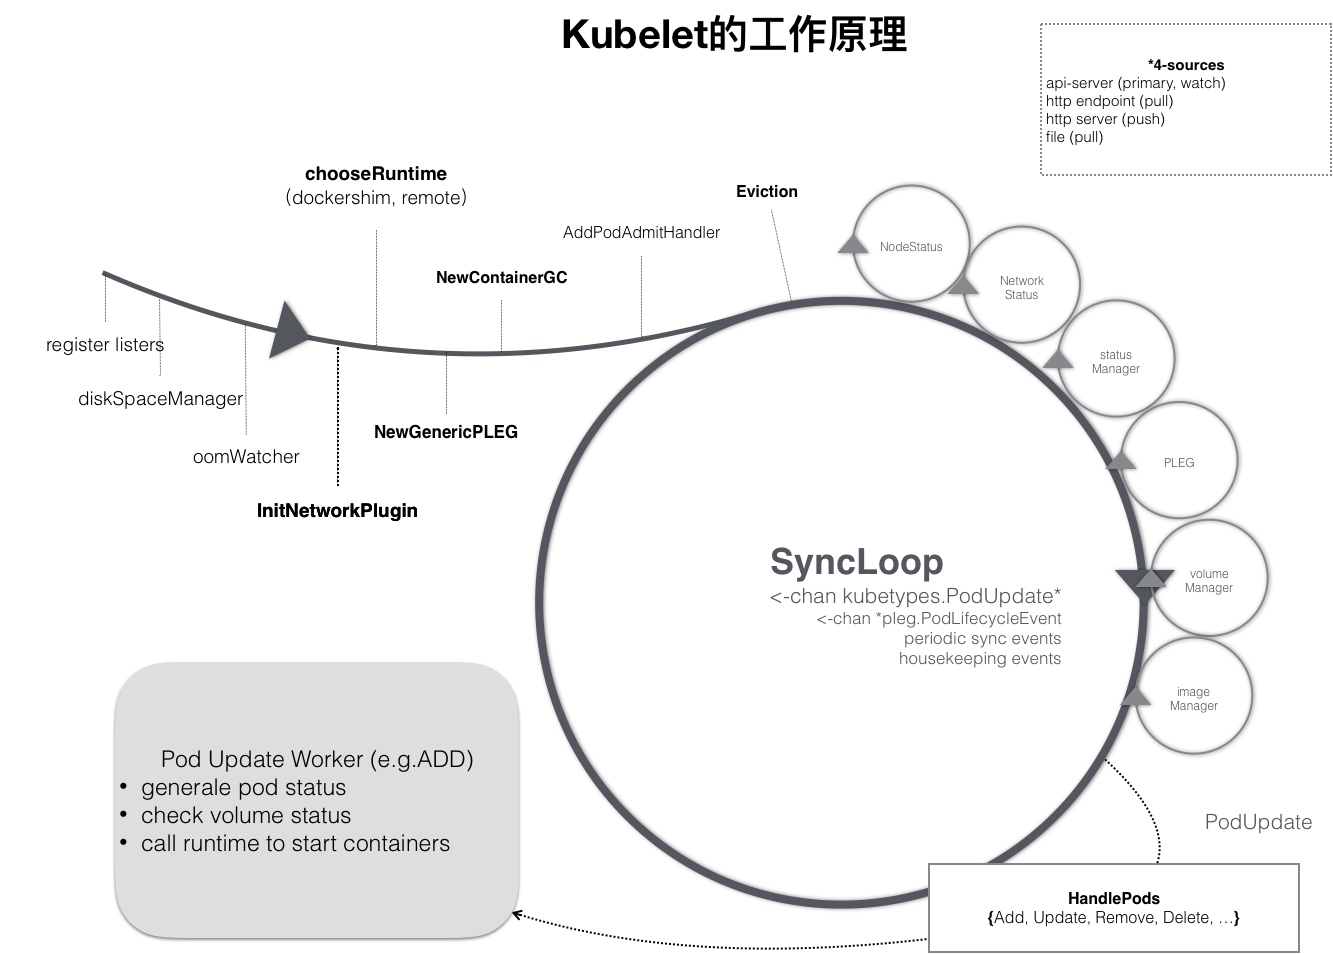 Kubelet的工作原理
*4-sources
api-server (primary, watch)
http endpoint (pull)
http server (push)
file (pull)
chooseRuntime
(dockershim, remote)
Eviction
AddPodAdmitHandler
NewContainerGC
NodeStatus
Network
Status
status
Manager
PLEG
volume
Manager
image
Manager
register listers
diskSpaceManager
oomWatcher
NewGenericPLEG
InitNetworkPlugin
SyncLoop
<-chan kubetypes.PodUpdate*
<-chan *pleg.PodLifecycleEvent
periodic sync events
housekeeping events
Pod Update Worker (e.g.ADD)
• generale pod status
• check volume status
• call runtime to start containers
PodUpdate
HandlePods
{Add, Update, Remove, Delete, …}